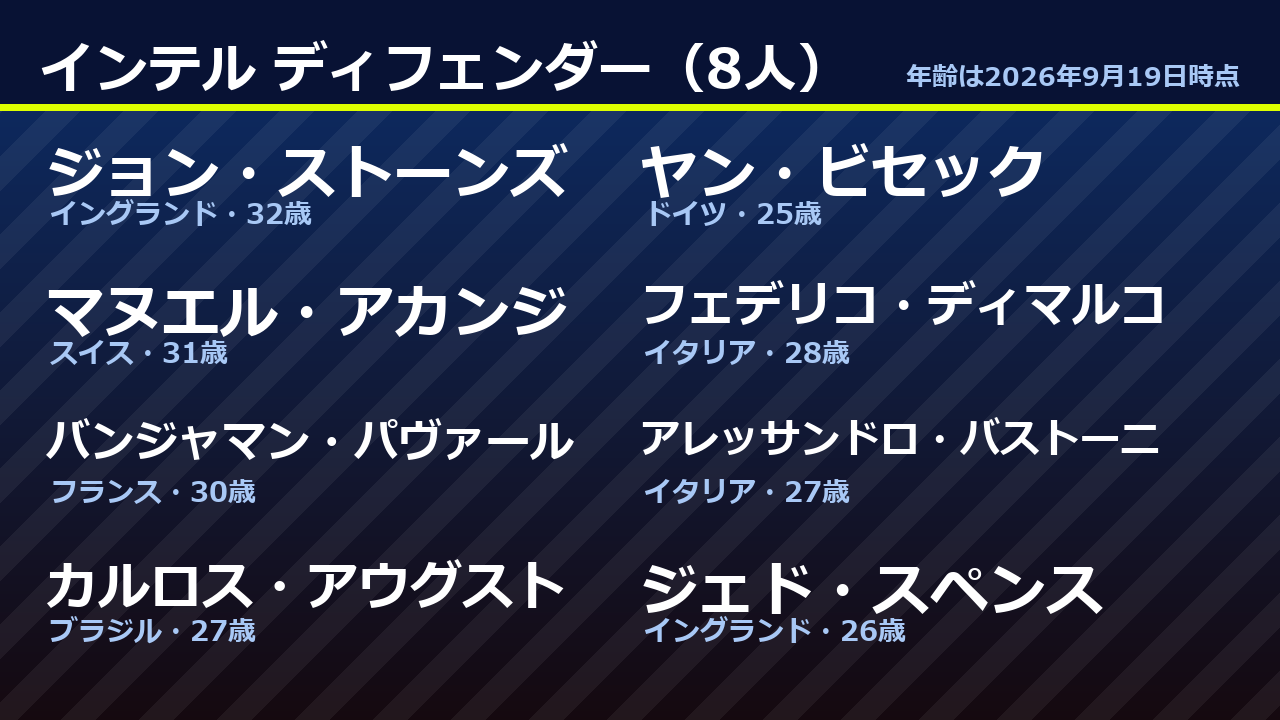 インテル ディフェンダー（8人）
年齢は2026年9月19日時点
ジョン・ストーンズ
イングランド・32歳
ヤン・ビセック
ドイツ・25歳
マヌエル・アカンジ
スイス・31歳
フェデリコ・ディマルコ
イタリア・28歳
バンジャマン・パヴァール
フランス・30歳
アレッサンドロ・バストーニ
イタリア・27歳
カルロス・アウグスト
ブラジル・27歳
ジェド・スペンス
イングランド・26歳